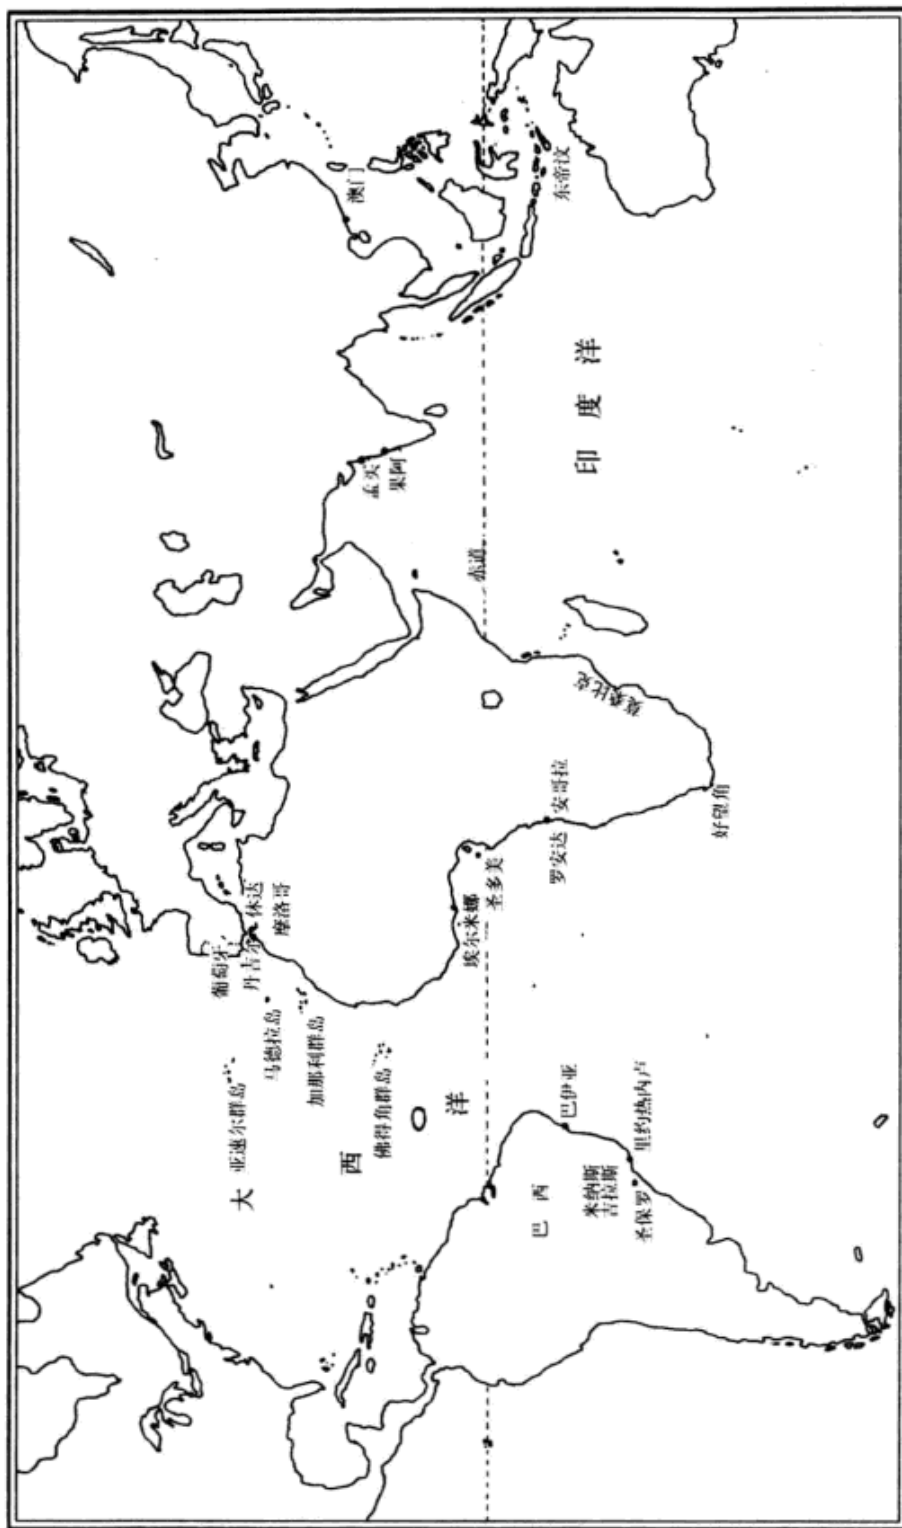 大西洋
亚速尔群岛
马德拉岛
加那利群岛
佛得角群岛
葡萄牙
丹吉尔
休达
摩洛哥
埃尔米娜
圣多美
罗安达
安哥拉
好望角
莫桑比克
赤道
孟买
果阿
澳门
东帝汶
印度洋
巴西
巴伊亚
米纳斯
吉拉斯
里约热内卢
圣保罗